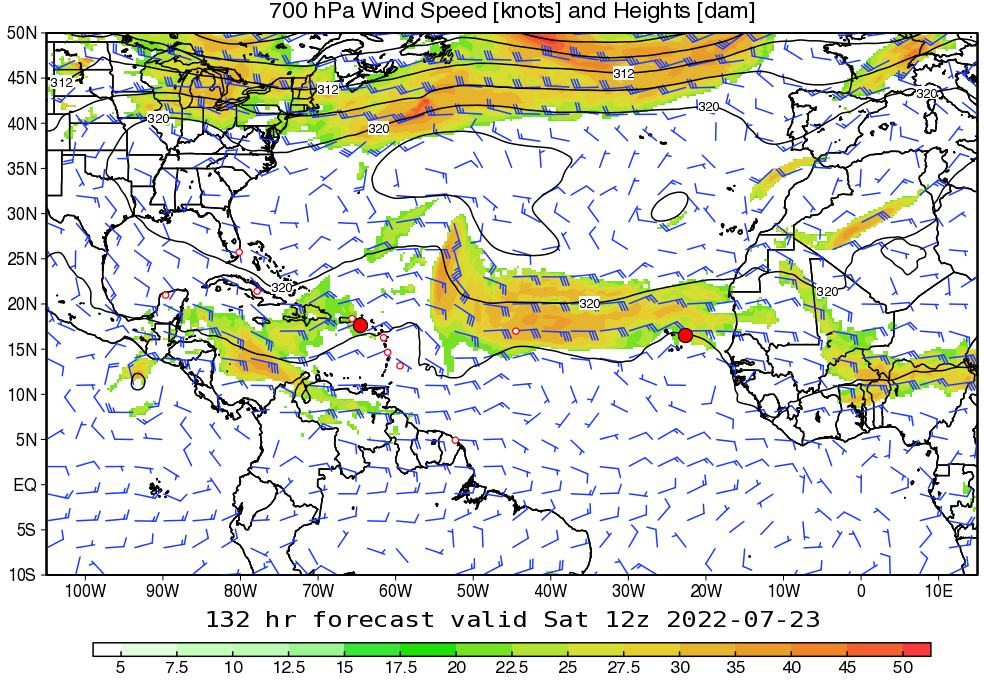 700 hPa Wind Speed [knots] and Heights [dam]
50N
312
45N
312
312
320
320
40N
320
320
35N
30N
25N
320
320
320
20N
15N
10N
5N
EQ
5S
10S
100W 90W 80W 70W 60W 50W 40W 30W 20W 10W 0 10E
132 hr forecast valid Sat 12z 2022-07-23
5 7.5 10 12.5 15 17.5 20 22.5 25 27.5 30 35 40 45 50